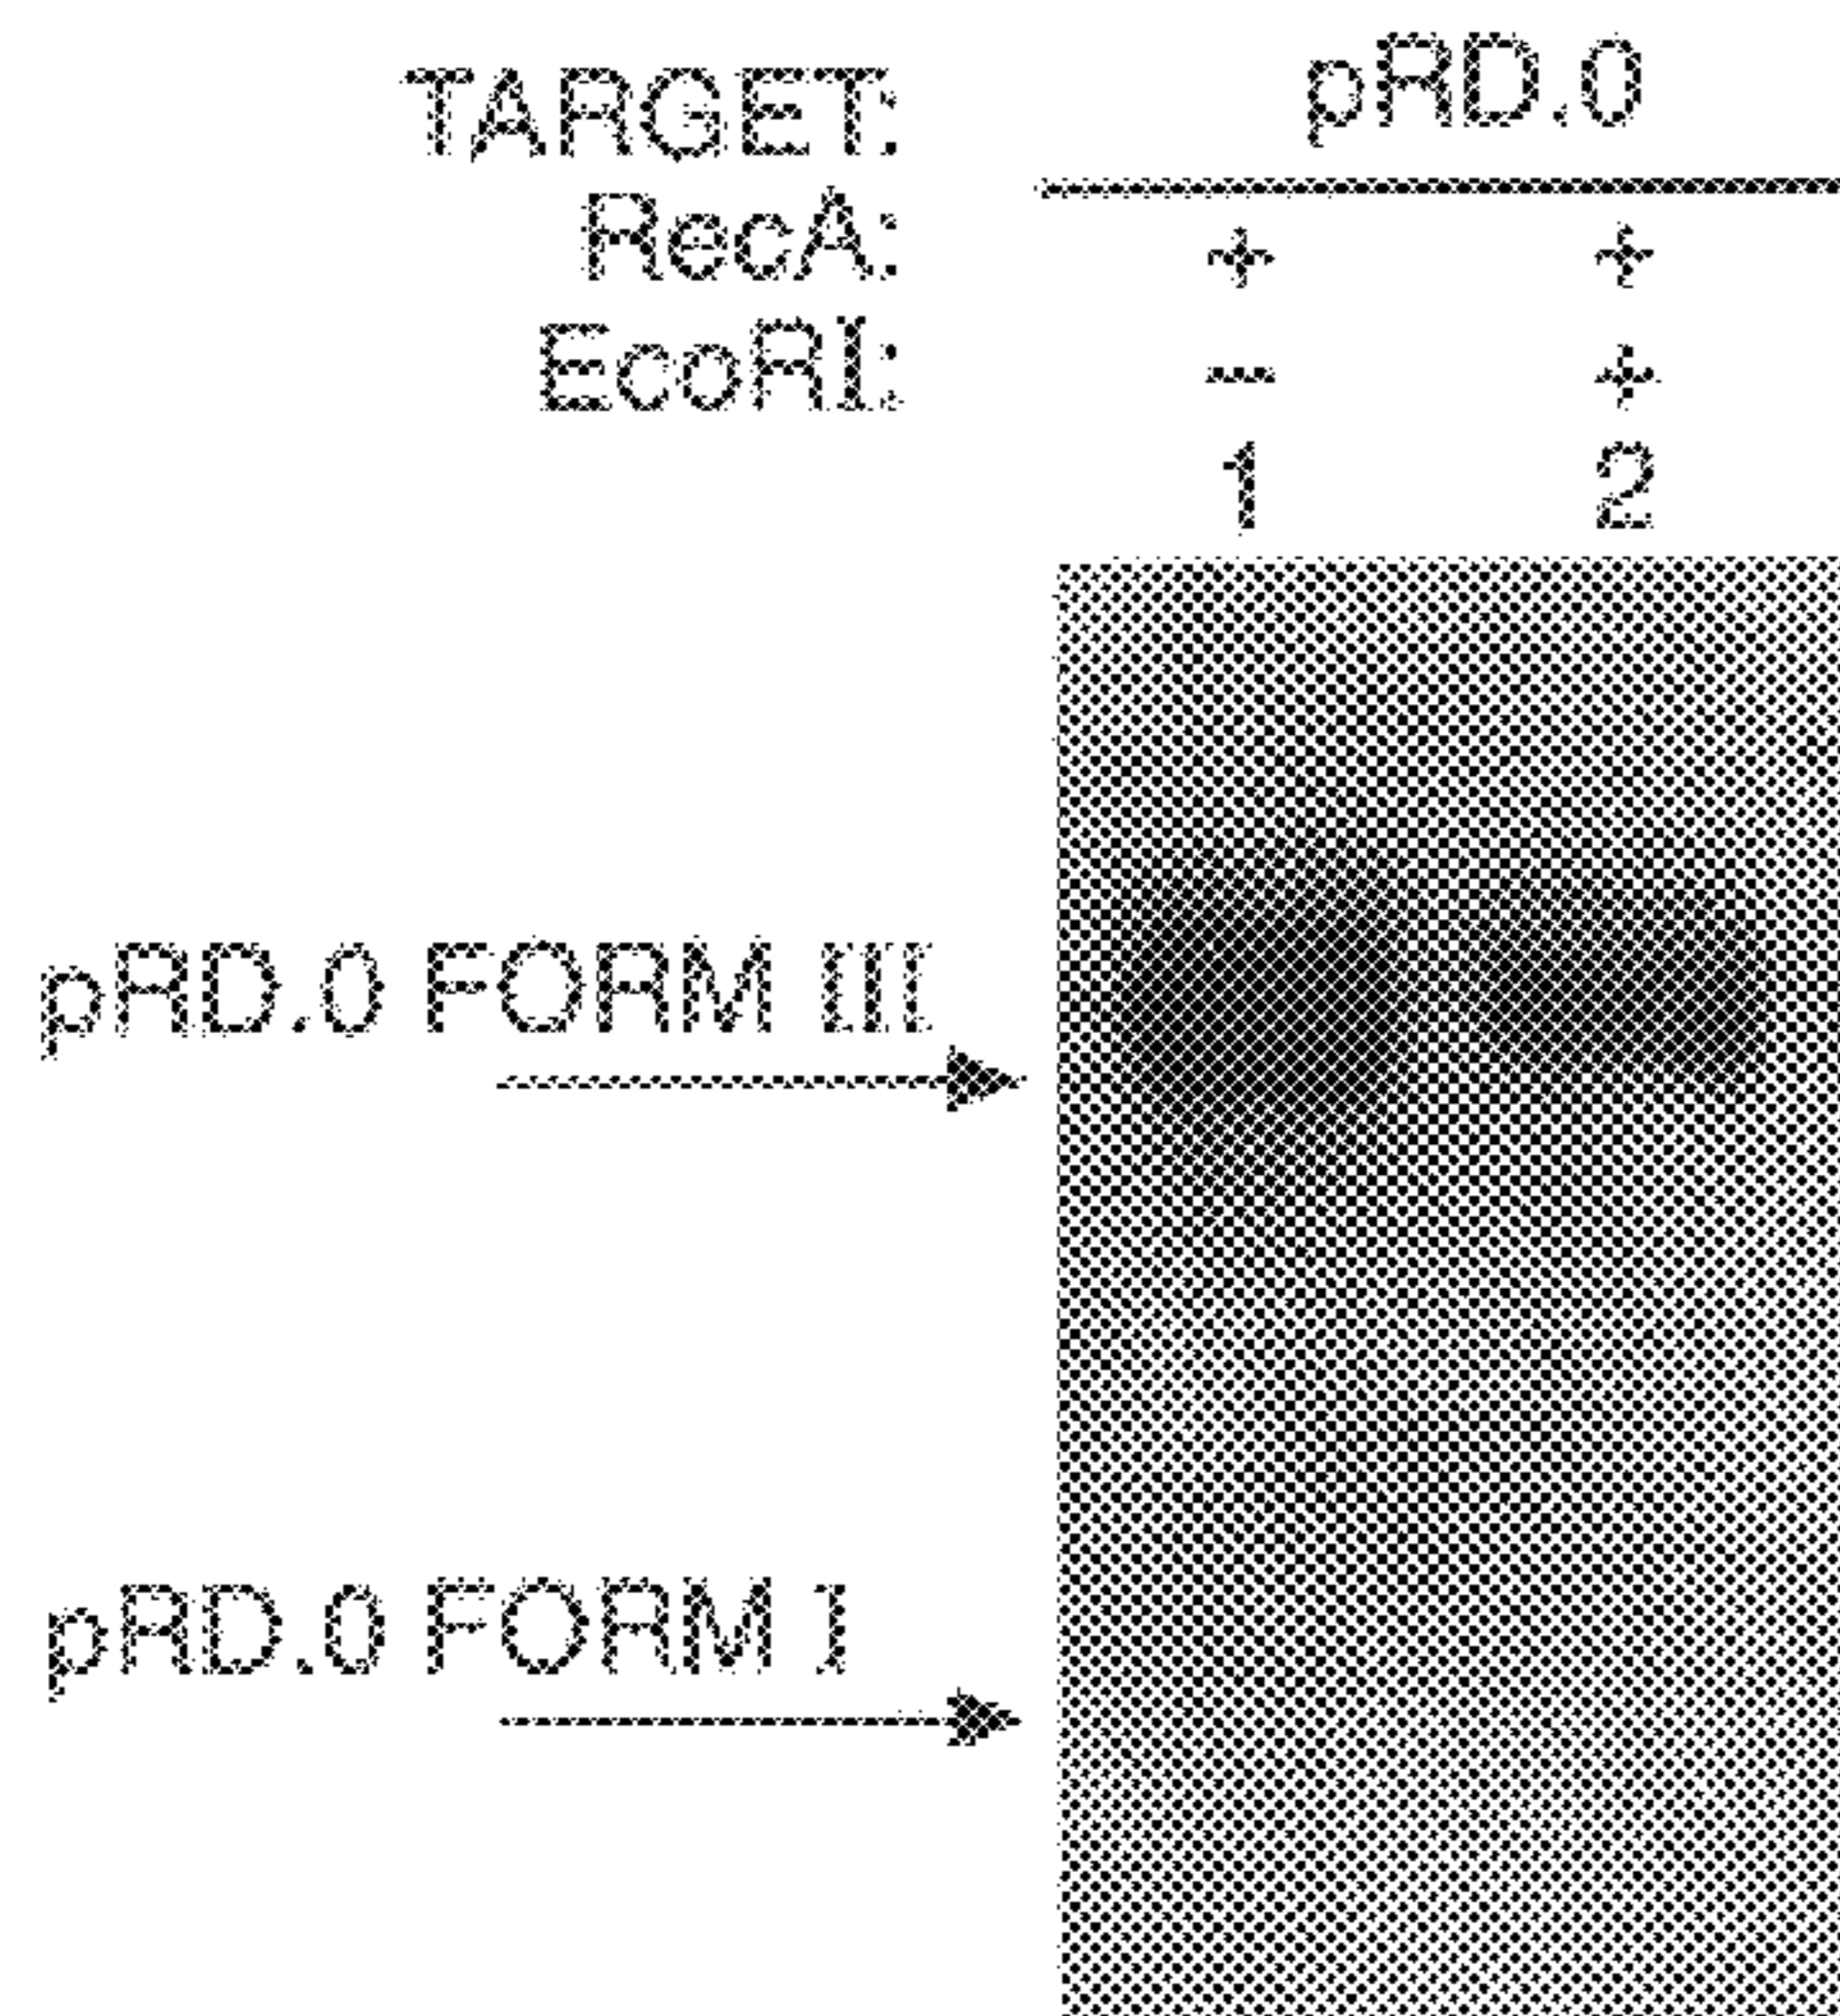 TARGET: pRD.0
RecA: + +
EcoRI: - +
1 2
pRD.0 FORM III
pRD.0 FORM I